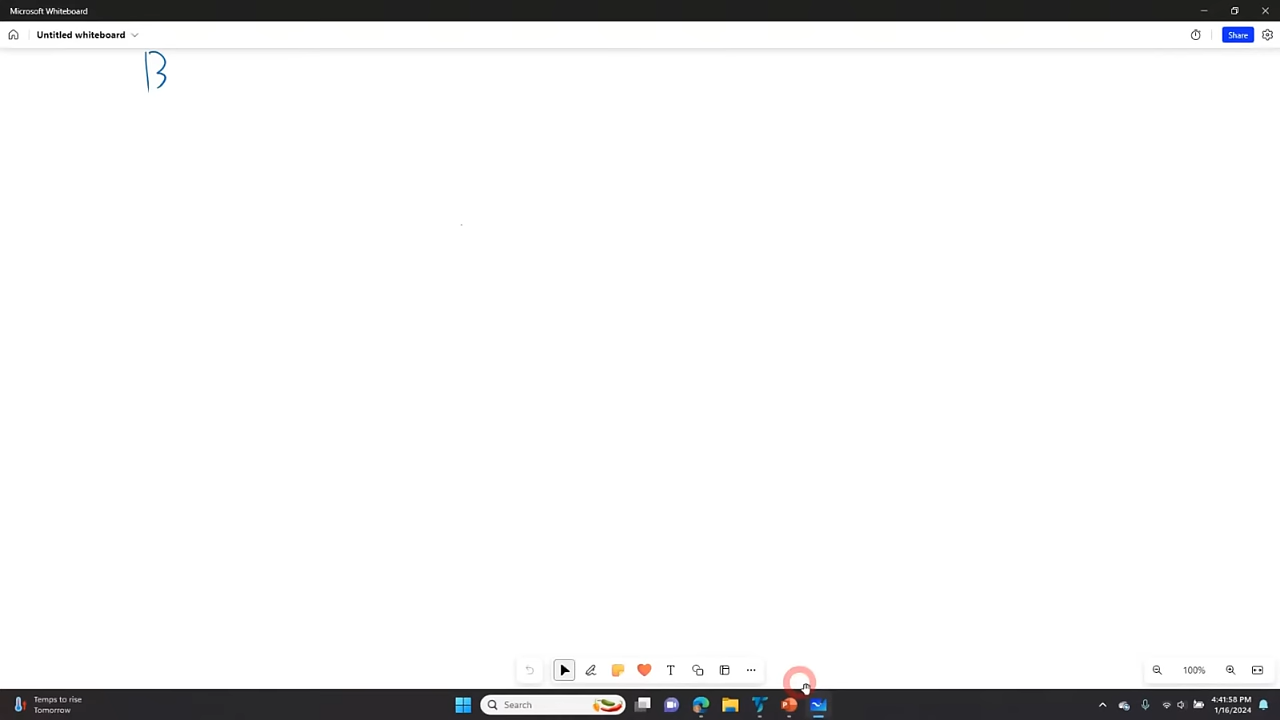 Microsoft Whiteboard
Untitled whiteboard
Share
B
T
100%
Temps to rise
Tomorrow
Search
4:41:58 PM
1/16/2024